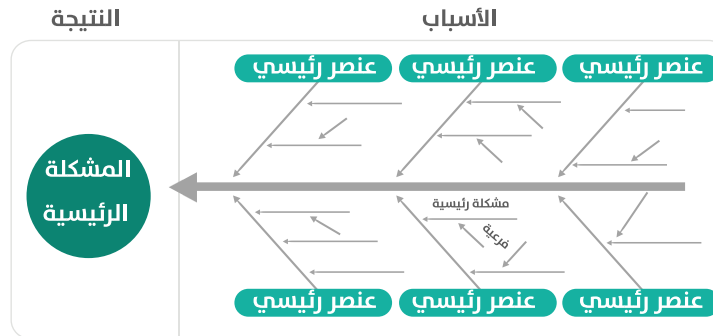 الأسباب
النتيجة
عنصر رئيسي
عنصر رئيسي
عنصر رئيسي
المشكلة
الرئيسية
مشكلة رئيسية
فرعية
عنصر رئيسي
عنصر رئيسي
عنصر رئيسي